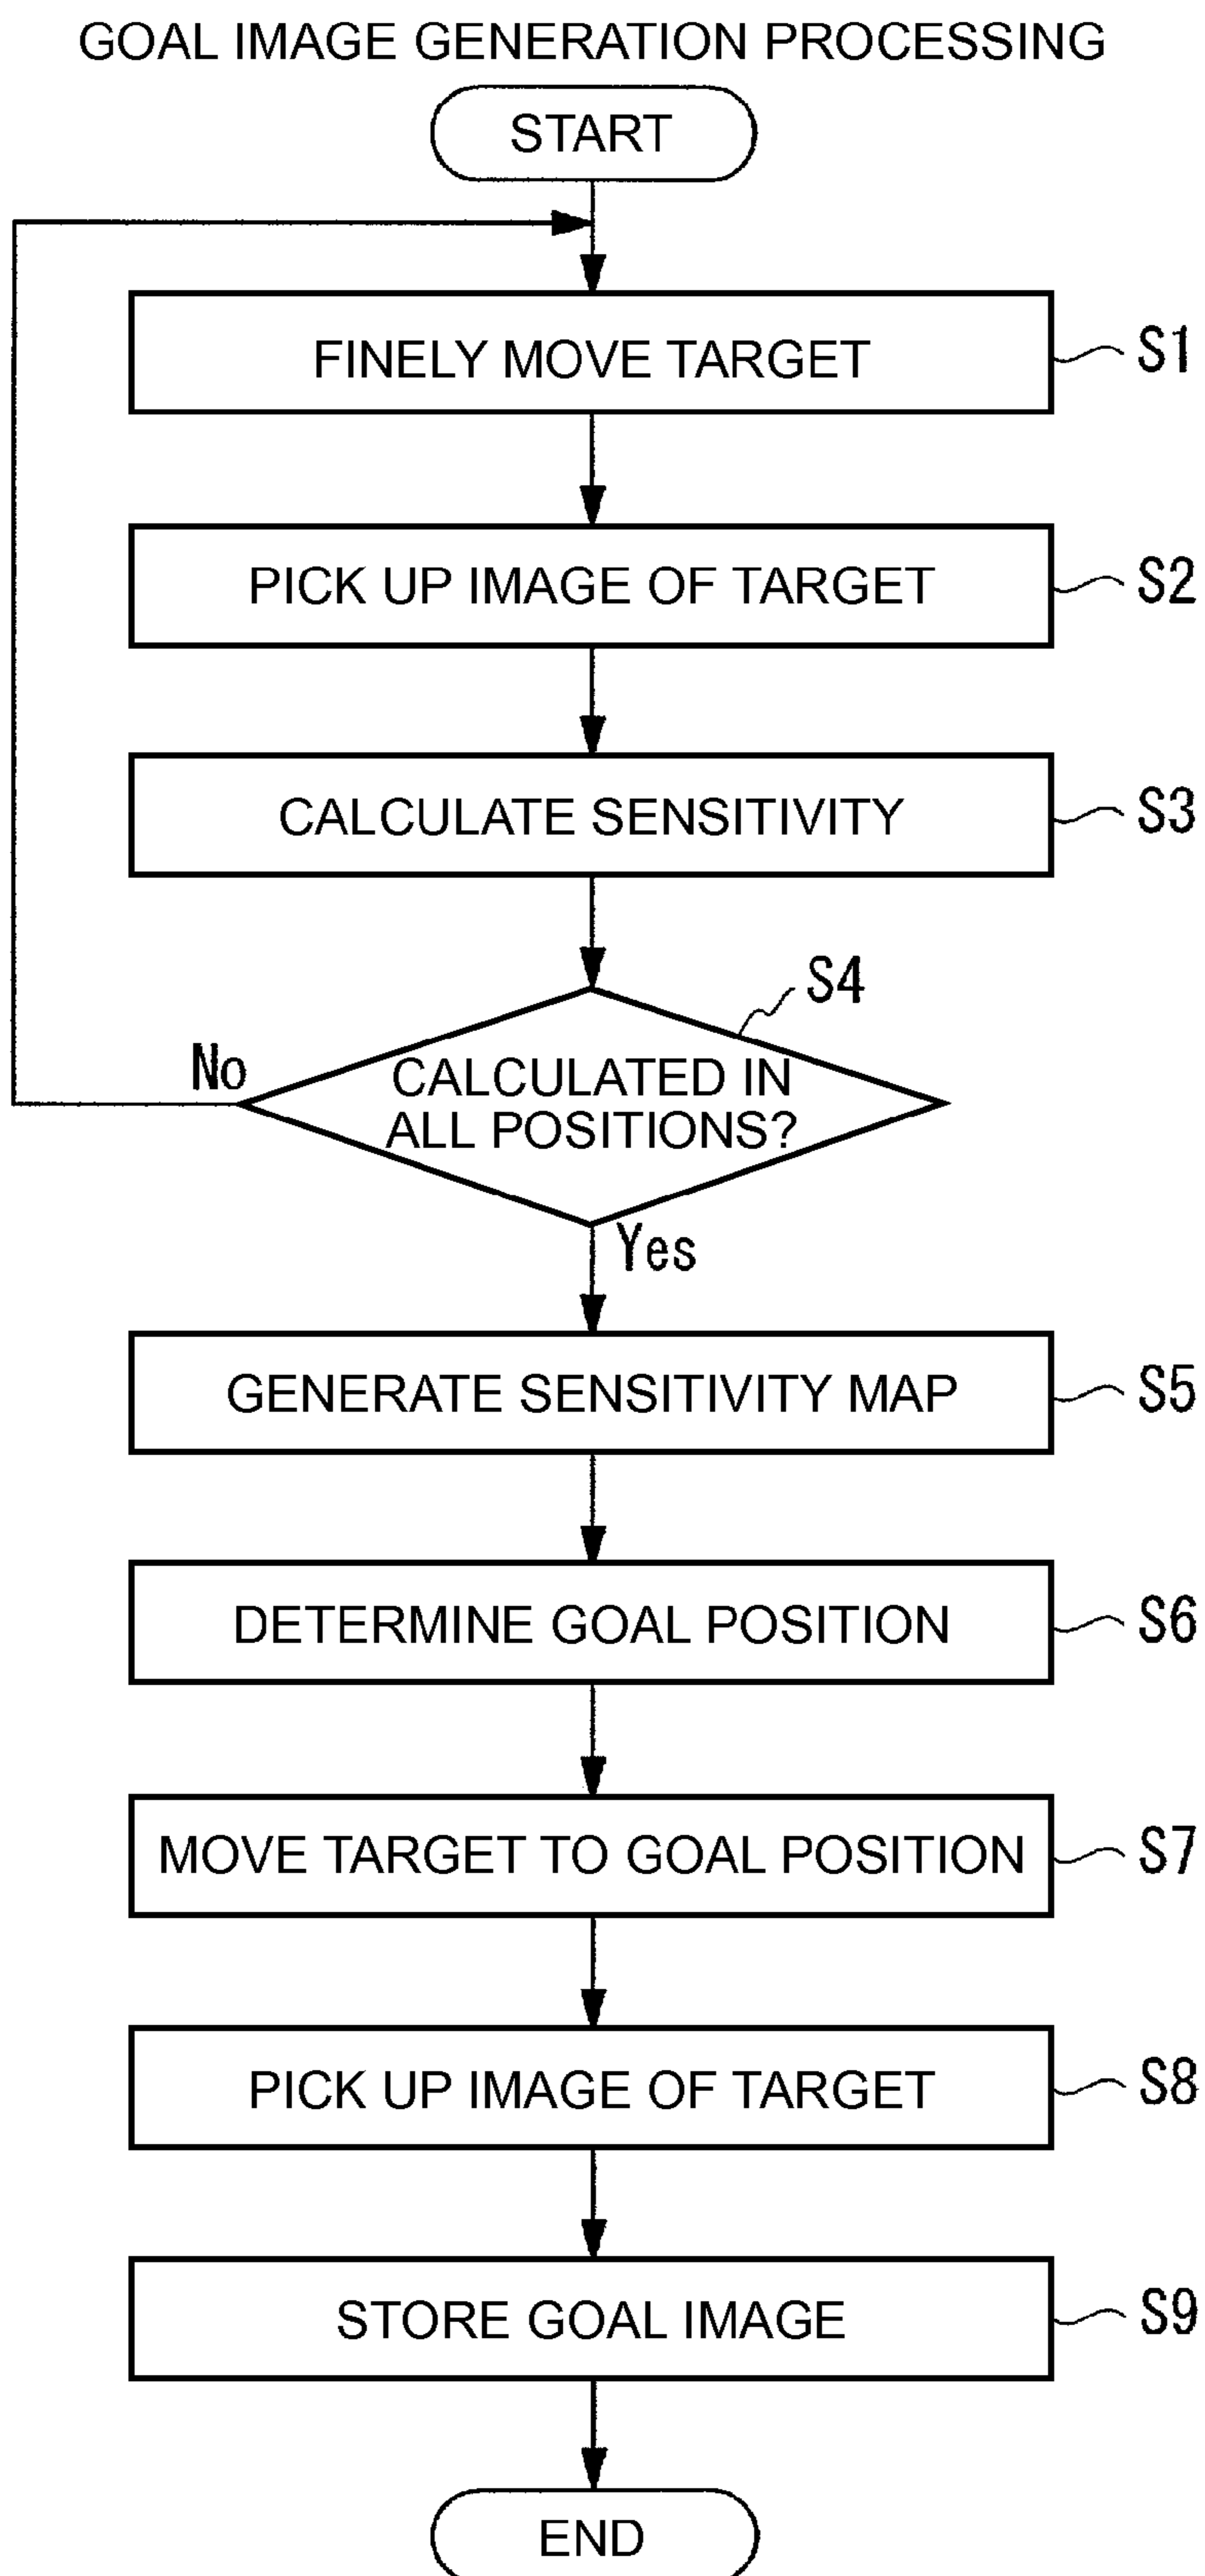 GOAL IMAGE GENERATION PROCESSING
START
FINELY MOVE TARGET
S1
PICK UP IMAGE OF TARGET
S2
CALCULATE SENSITIVITY
S3
S4
No
CALCULATED IN
ALL POSITIONS?
Yes
GENERATE SENSITIVITY MAP
S5
DETERMINE GOAL POSITION
S6
MOVE TARGET TO GOAL POSITION
S7
PICK UP IMAGE OF TARGET
S8
STORE GOAL IMAGE
S9
END